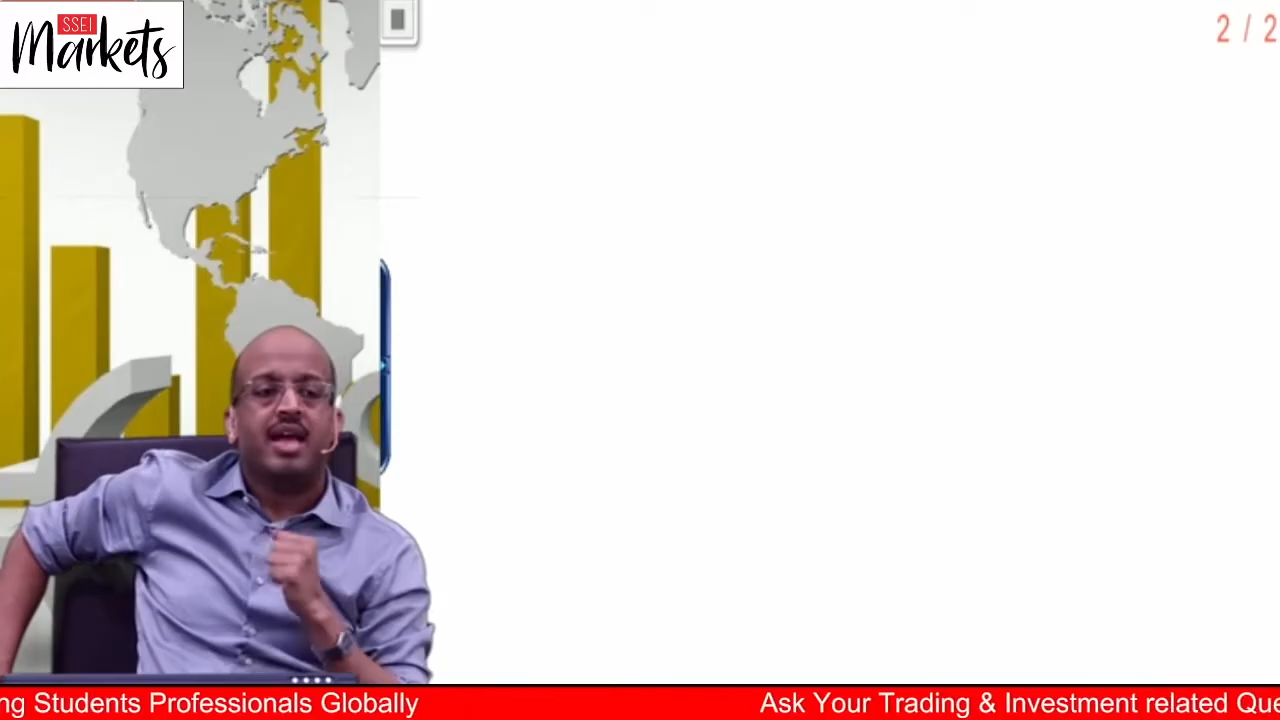 SSEI
Markets
2 / 2
ng Students Professionals Globally
Ask Your Trading & Investment related Que